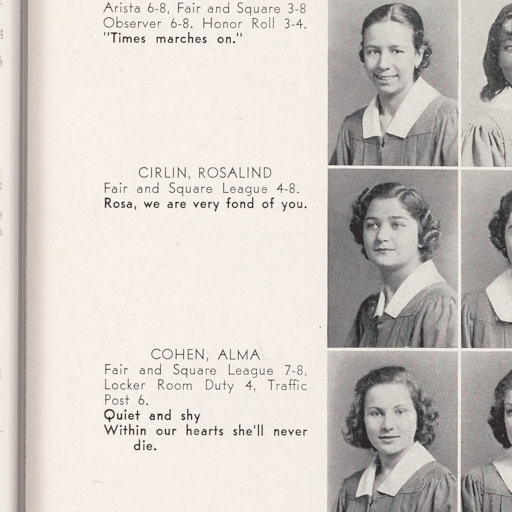 Arista 6-8, Fair and Square 3-8
Observer 6-8. Honor Roll 3-4.
"Times marches on."
CIRLIN, ROSALIND
Fair and Square League 4-8.
Rosa, we are very fond of you.
COHEN, ALMA
Fair and Square League 7-8,
Locker Room Duty 4, Traffic
Post 6.
Quiet and shy
Within our hearts she'll never
die.